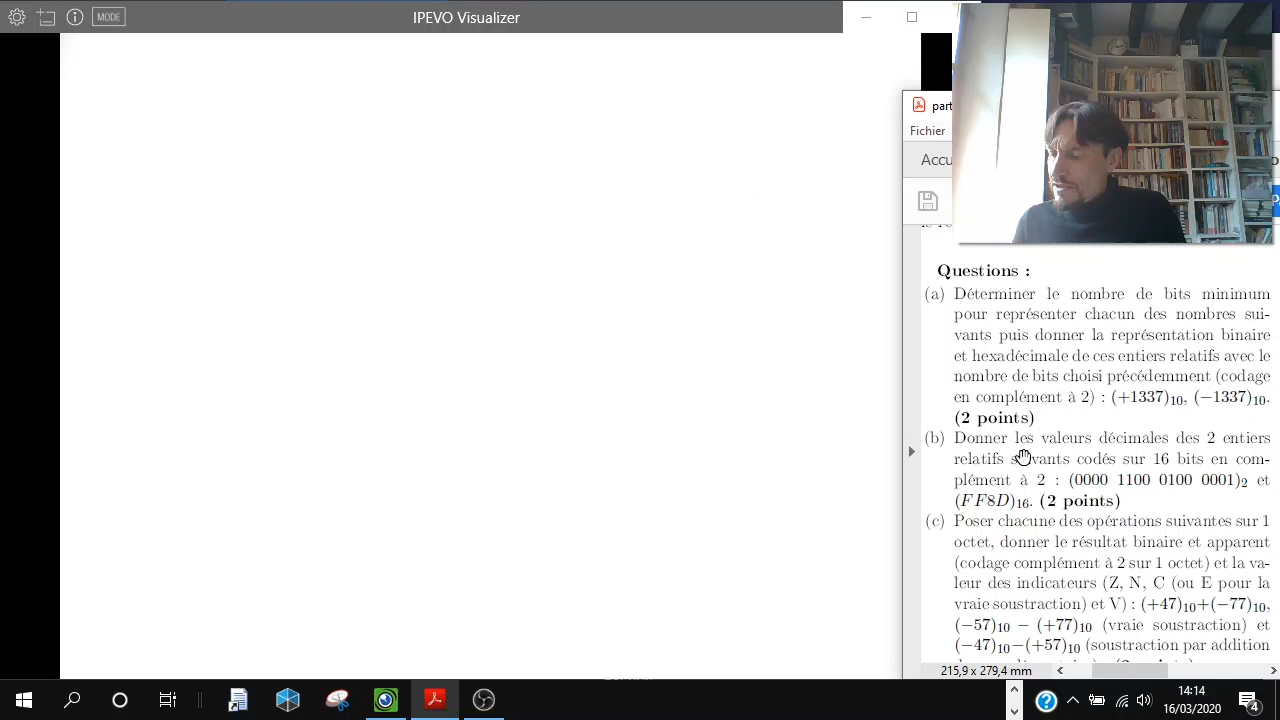 MODE
IPEVO Visualizer
part
Fichier
Accu
Questions :
(a) Déterminer le nombre de bits minimum
pour représenter chacun des nombres sui-
vants puis donner la représentation binaire
et hexadécimale de ces entiers relatifs avec le
nombre de bits choisi précédemment (codage
en complément à 2) : (+1337)10, (−1337)10.
(2 points)
(b) Donner les valeurs décimales des 2 entiers
relatifs suivants codés sur 16 bits en com-
plément à 2 : (0000 1100 0100 0001)2 et
(FF8D)16. (2 points)
(c) Poser chacune des opérations suivantes sur 1
octet, donner le résultat binaire et apparent
(codage complément à 2 sur 1 octet) et la va-
leur des indicateurs (Z, N, C (ou E pour la
vraie soustraction) et V) : (+47)10+(−77)10,
(−57)10 − (+77)10 (vraie soustraction) et
(−47)10−(+57)10 (soustraction par addition
215,9 x 279,4 mm
14:14
16/03/2020
4